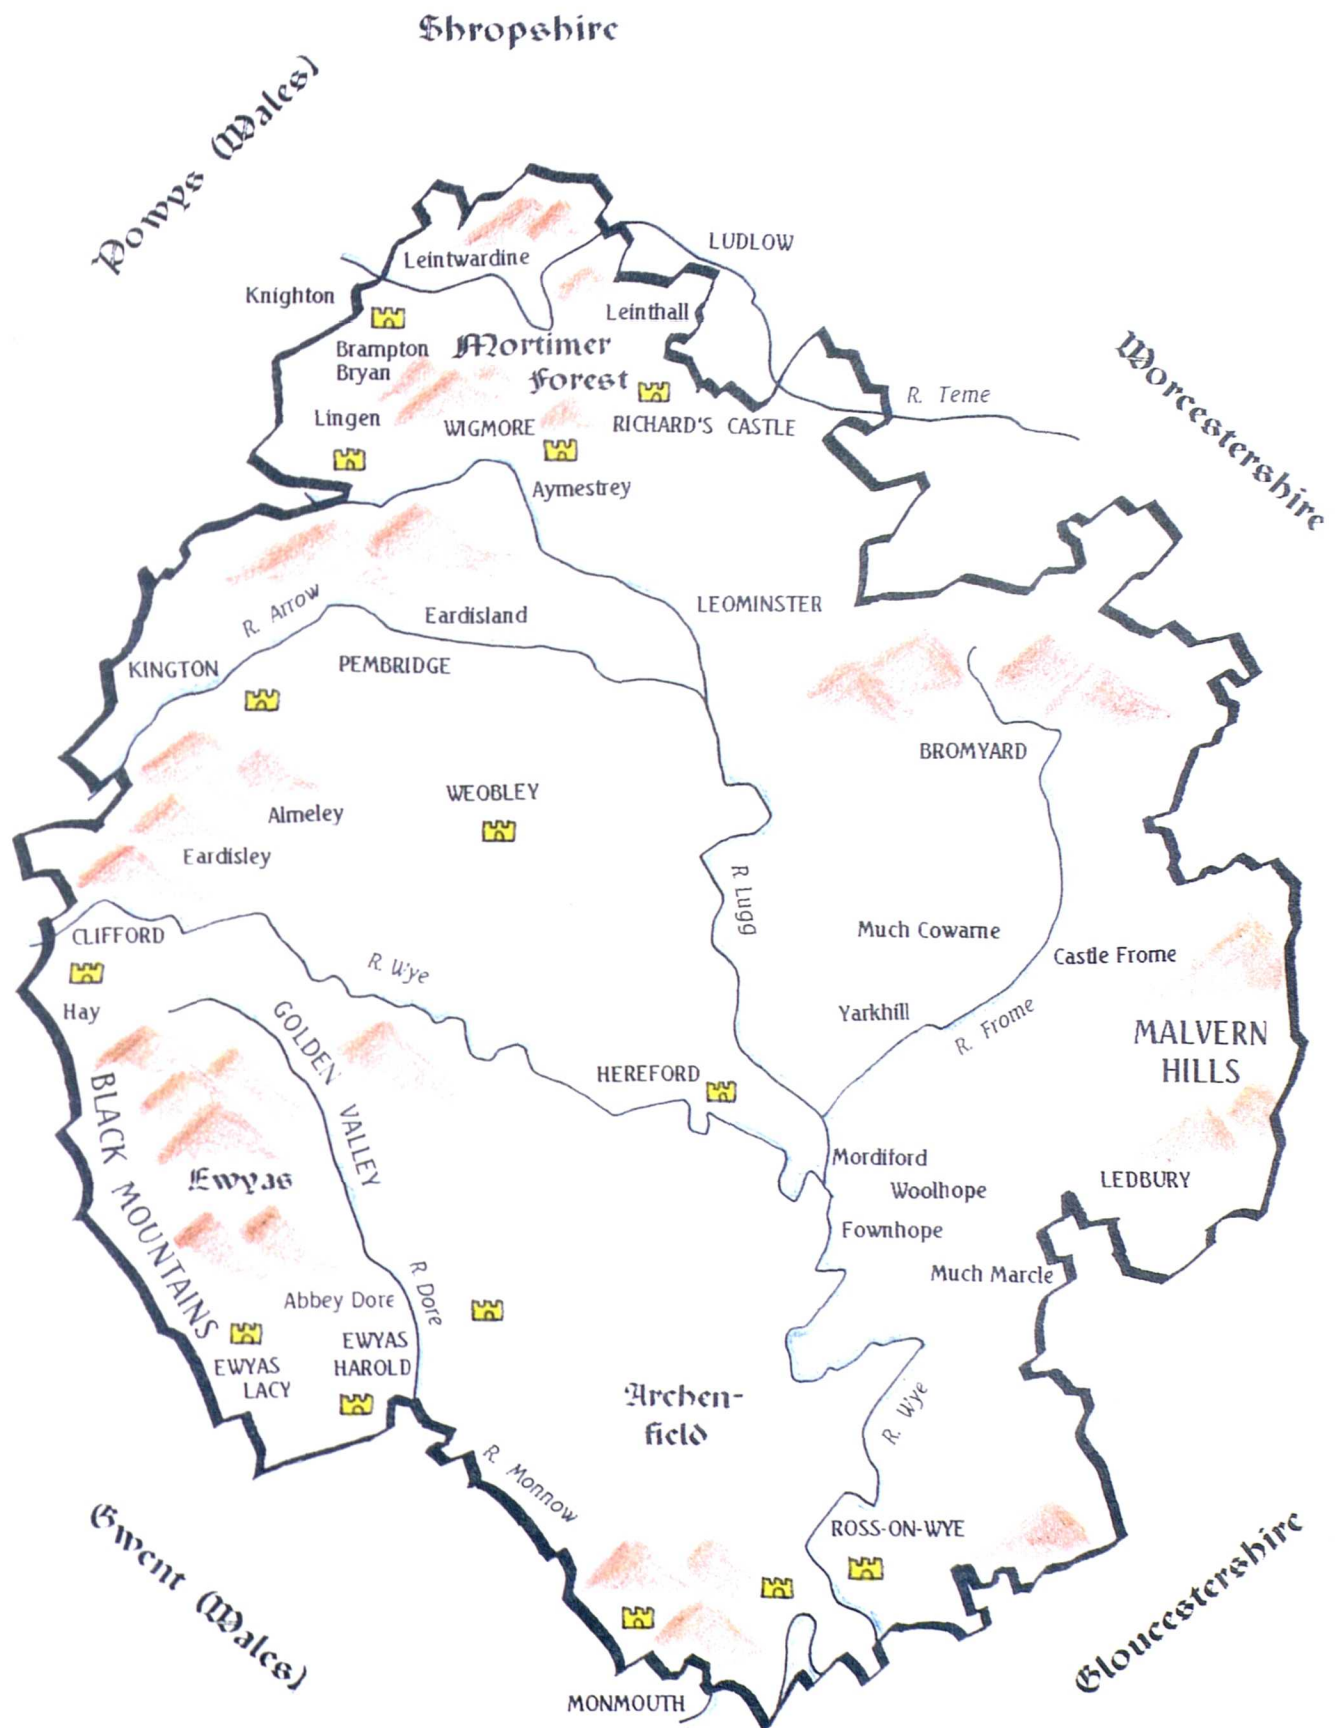 Shropshire
Powys (Wales)
LUDLOW
Leintwardine
Knighton
Leinthall
Mortimer
Forest
Brampton
Bryan
Worcestershire
R. Teme
Lingen
WIGMORE
RICHARD'S CASTLE
Aymestrey
R. Arrow
Eardisland
LEOMINSTER
KINGTON
PEMBRIDGE
BROMYARD
WEOBLEY
Almeley
Eardisley
R Lugg
CLIFFORD
Much Cowarne
Castle Frome
R. Wye
Hay
GOLDEN VALLEY
Yarkhill
R. Frome
MALVERN
HILLS
HEREFORD
BLACK MOUNTAINS
Mordiford
Ewyas
Woolhope
LEDBURY
Fownhope
Much Marcle
R Dore
Abbey Dore
EWYAS
HAROLD
EWYAS
LACY
Archen-
field
R. Wye
R. Monnow
ROSS-ON-WYE
Gwent (Wales)
Gloucestershire
MONMOUTH